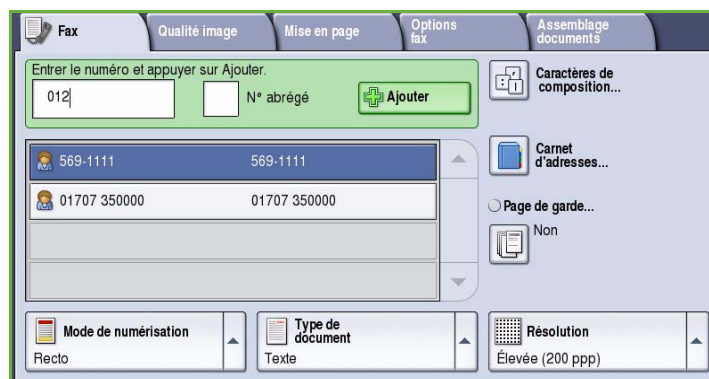 Fax
Qualité image
Mise en page
Options
fax
Assemblage
documents
Entrer le numéro et appuyer sur Ajouter.
012
N° abrégé
Ajouter
Caractères de
composition...
569-1111 569-1111
01707 350000 01707 350000
Carnet
d'adresses...
Page de garde...
Non
Mode de numérisation
Recto
Type de
document
Texte
Résolution
Élevée (200 ppp)